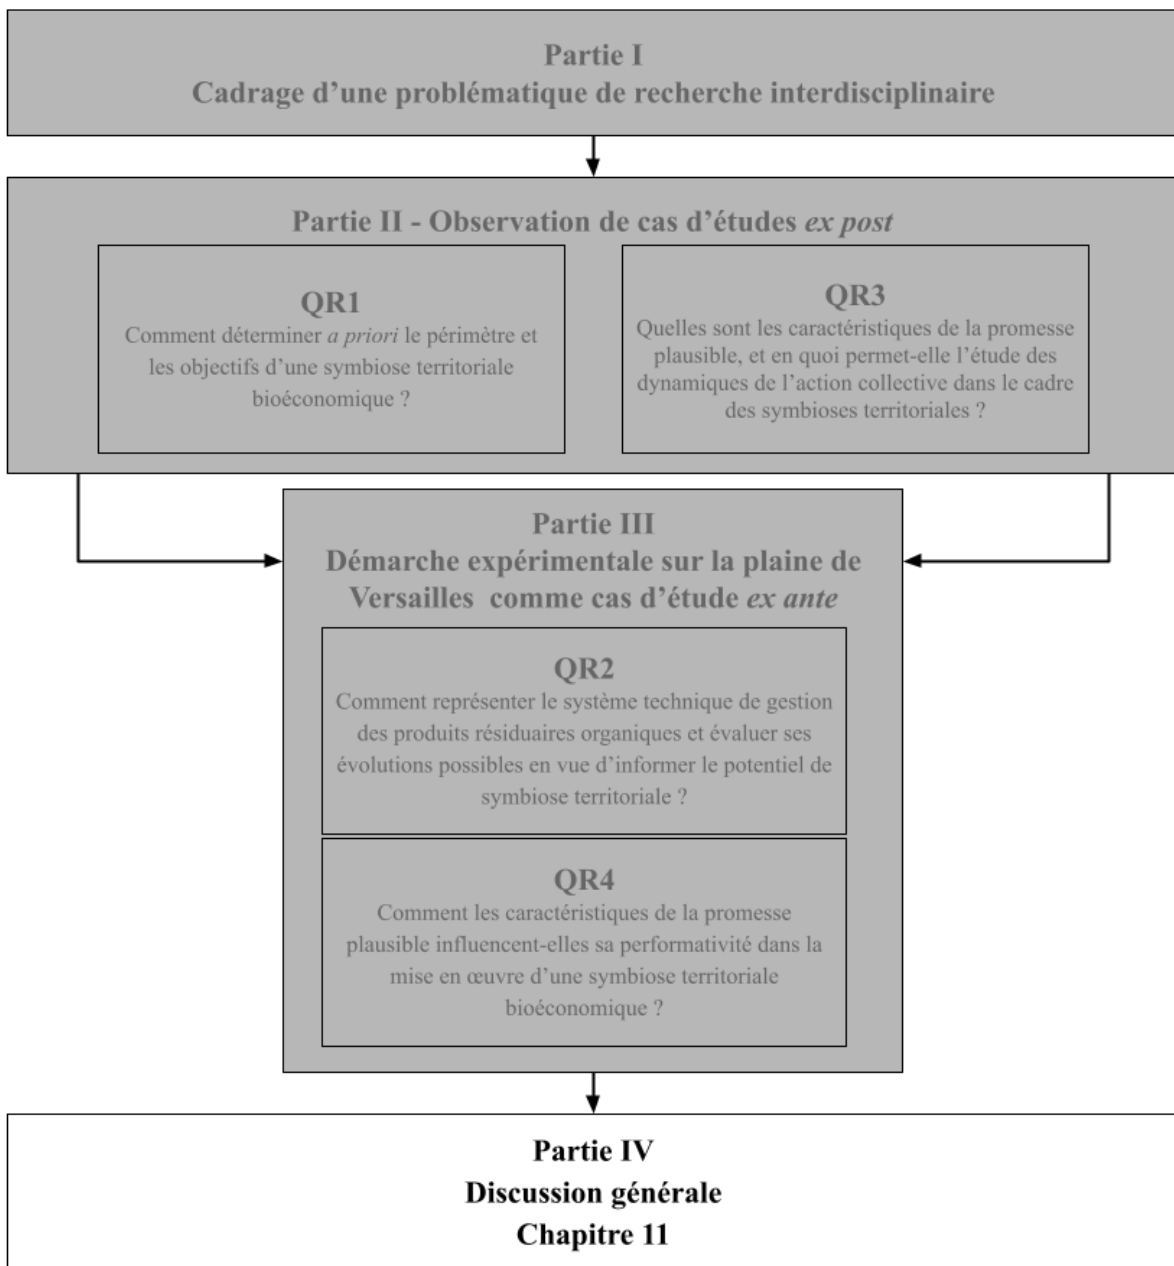 Partie I
Cadrage d'une problématique de recherche interdisciplinaire
Partie II - Observation de cas d'études ex post
QR1
Comment déterminer a priori le périmètre et
les objectifs d'une symbiose territoriale
bioéconomique ?
QR3
Quelles sont les caractéristiques de la promesse
plausible, et en quoi permet-elle l'étude des
dynamiques de l'action collective dans le cadre
des symbioses territoriales ?
Partie III
Démarche expérimentale sur la plaine de
Versailles comme cas d'étude ex ante
QR2
Comment représenter le système technique de gestion
des produits résiduaires organiques et évaluer ses
évolutions possibles en vue d'informer le potentiel de
symbiose territoriale ?
QR4
Comment les caractéristiques de la promesse
plausible influencent-elles sa performativité dans la
mise en œuvre d'une symbiose territoriale
bioéconomique ?
Partie IV
Discussion générale
Chapitre 11